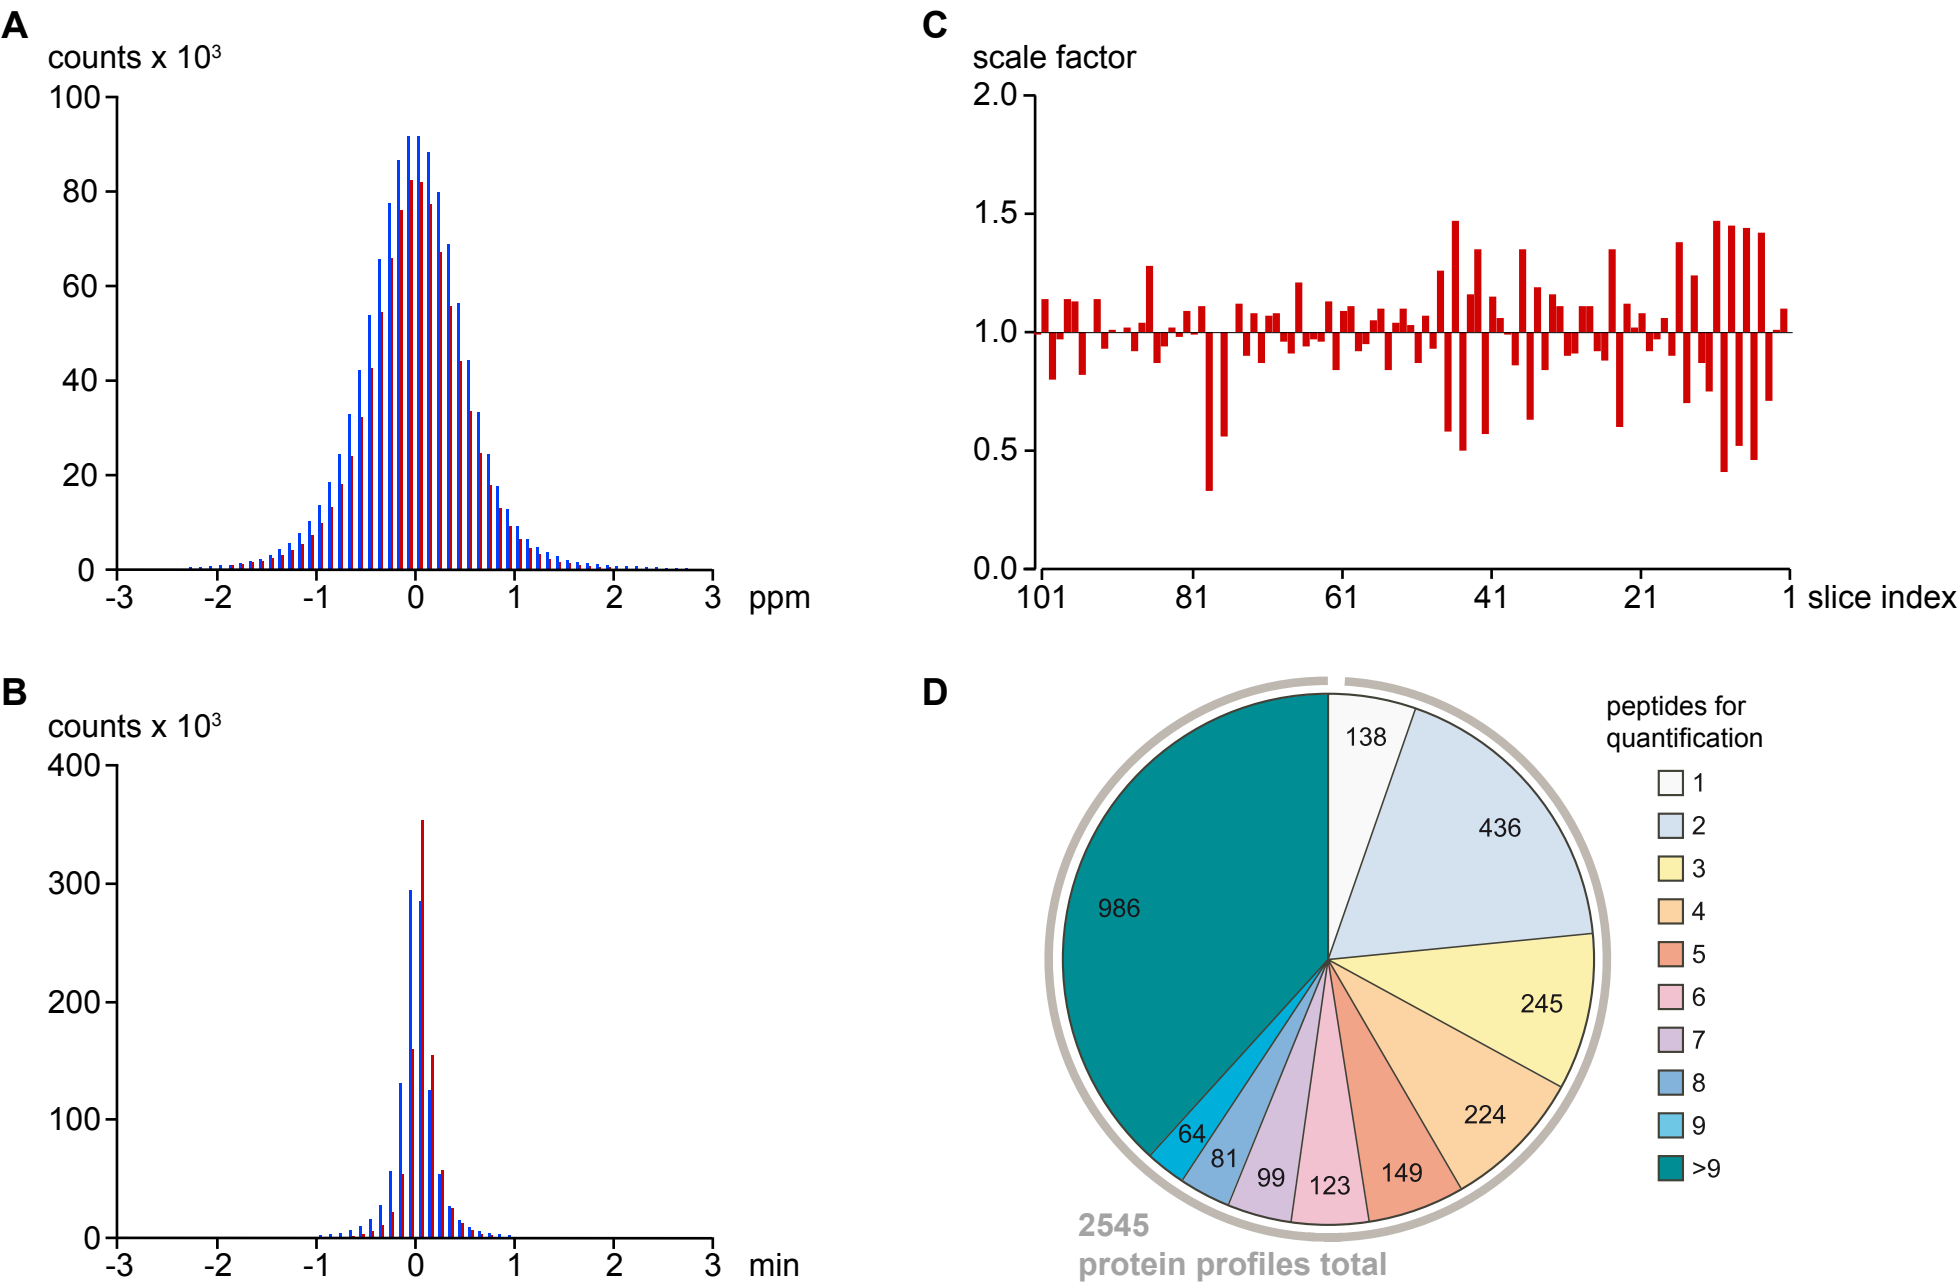 A
counts x 10³
100
80
60
40
20
0
-3 -2 -1 0 1 2 3 ppm
B
counts x 10³
400
300
200
100
0
-3 -2 -1 0 1 2 3 min
C
scale factor
2.0
1.5
1.0
0.5
0.0
101 81 61 41 21 1 slice index
D
138
436
245
224
149
123
99
81
64
986
2545
protein profiles total
peptides for
quantification
1
2
3
4
5
6
7
8
9
>9